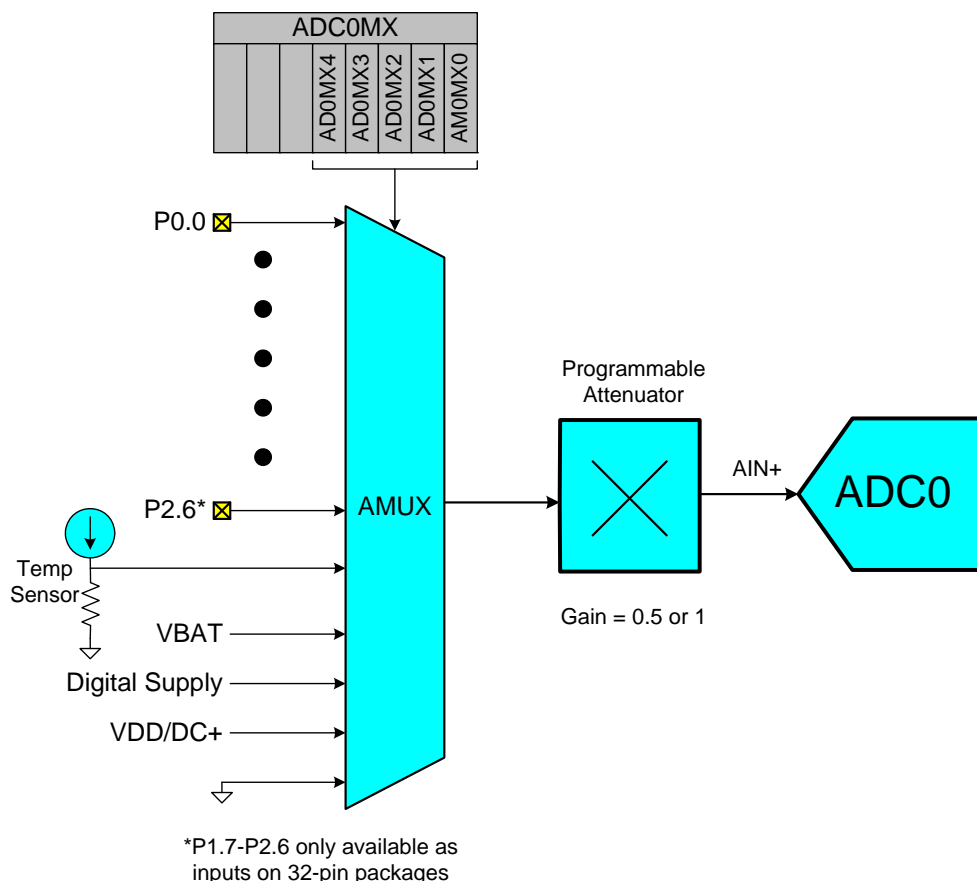 ADC0MX
AD0MX4
AD0MX3
AD0MX2
AD0MX1
AM0MX0
P0.0
Programmable
Attenuator
AIN+
ADC0
P2.6*
AMUX
Temp
Sensor
Gain = 0.5 or 1
VBAT
Digital Supply
VDD/DC+
*P1.7-P2.6 only available as
inputs on 32-pin packages